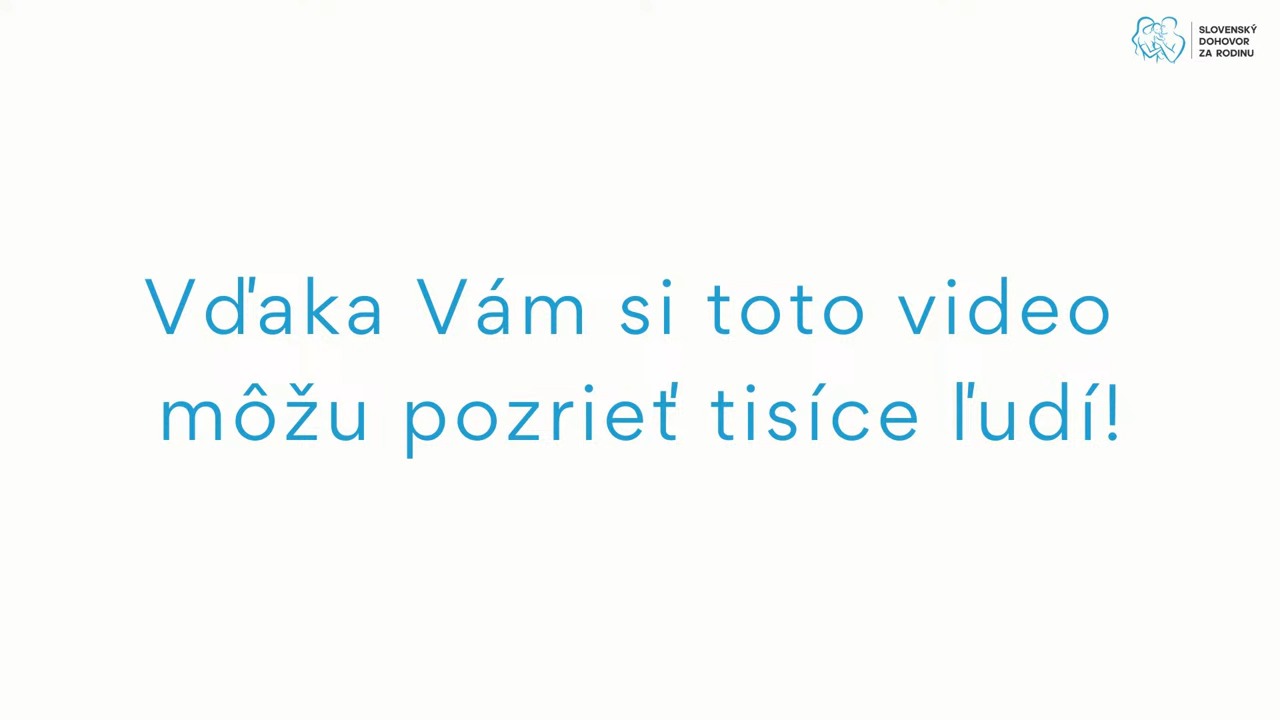 SLOVENSKÝ
DOHOVOR
ZA RODINU
Vďaka Vám si toto video
môžu pozrieť tisíce ľudí!